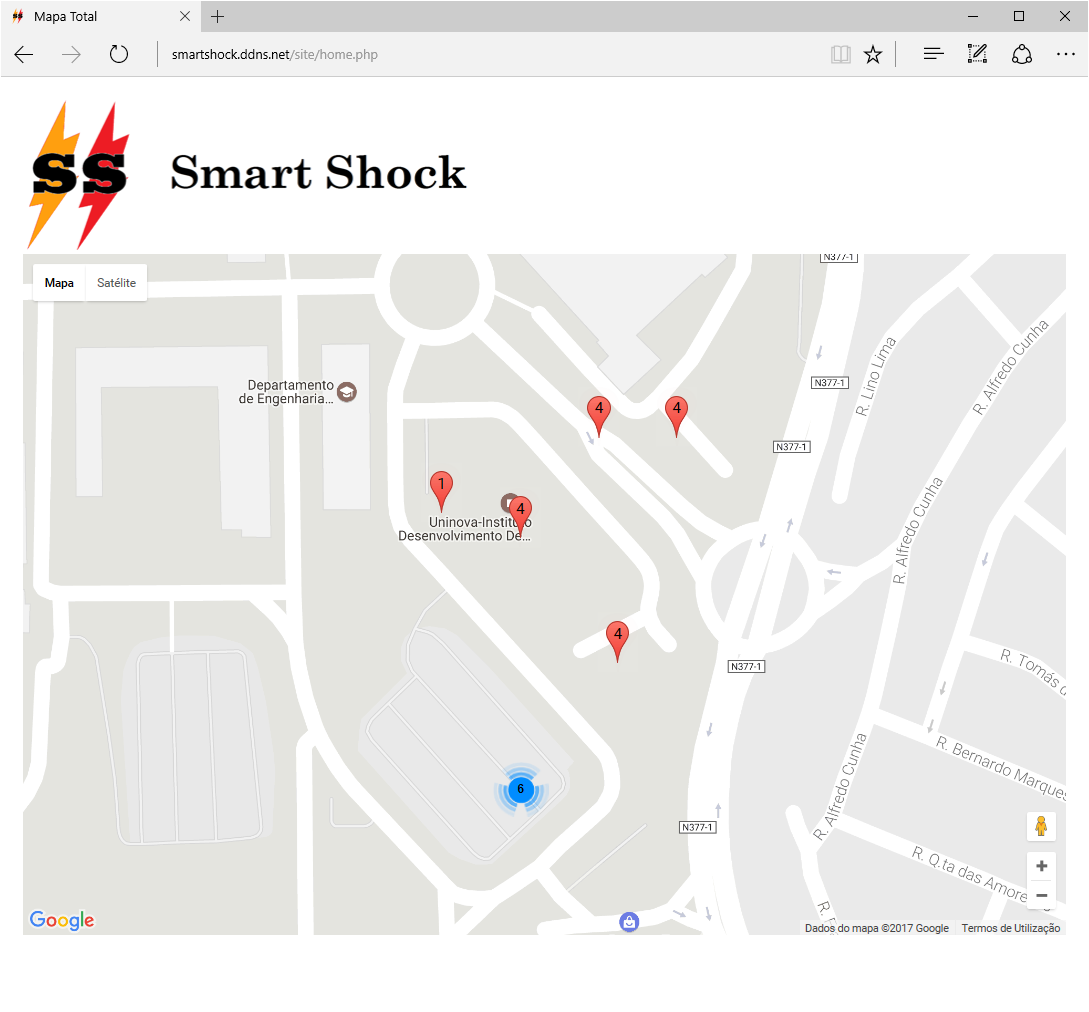 Mapa Total
smartshock.ddns.net/site/home.php
SS
Smart Shock
Mapa
Satélite
N377-1
R. Lino Lima
R. Alfredo Cunha
N377-1
Departamento
de Engenharia...
4
4
N377-1
1
4
Uninova-Instituto
Desenvolvimento De...
R. Alfredo Cunha
4
N377-1
R. Tomás d
R. Bernardo Marques
R. Alfredo Cunha
6
N377-1
R. Q.ta das Amore
Google
Dados do mapa ©2017 Google
Termos de Utilização